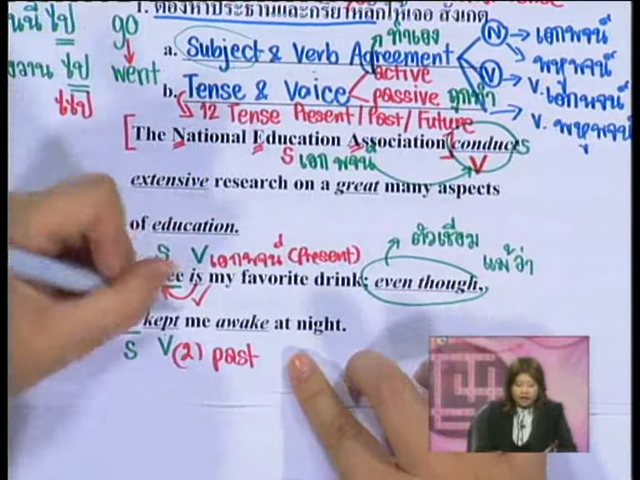 1. ต้องหาประธานและกริยาหลักให้เจอ สังเกต
go ทำเอง N เอกพจน์
a. Subject & Verb Agreement พหูพจน์
ไป went active V V. เอกพจน์
b. Tense & Voice passive ถูกทำ
12 Tense Present/Past/Future V. พหูพจน์
The National Education Association conducts
S เอกพจน์ V
extensive research on a great many aspects
of education. ตัวเชื่อม
S V เอกพจน์ (Present) แม้ว่า
is my favorite drink; even though,
kept me awake at night.
S V(2) past